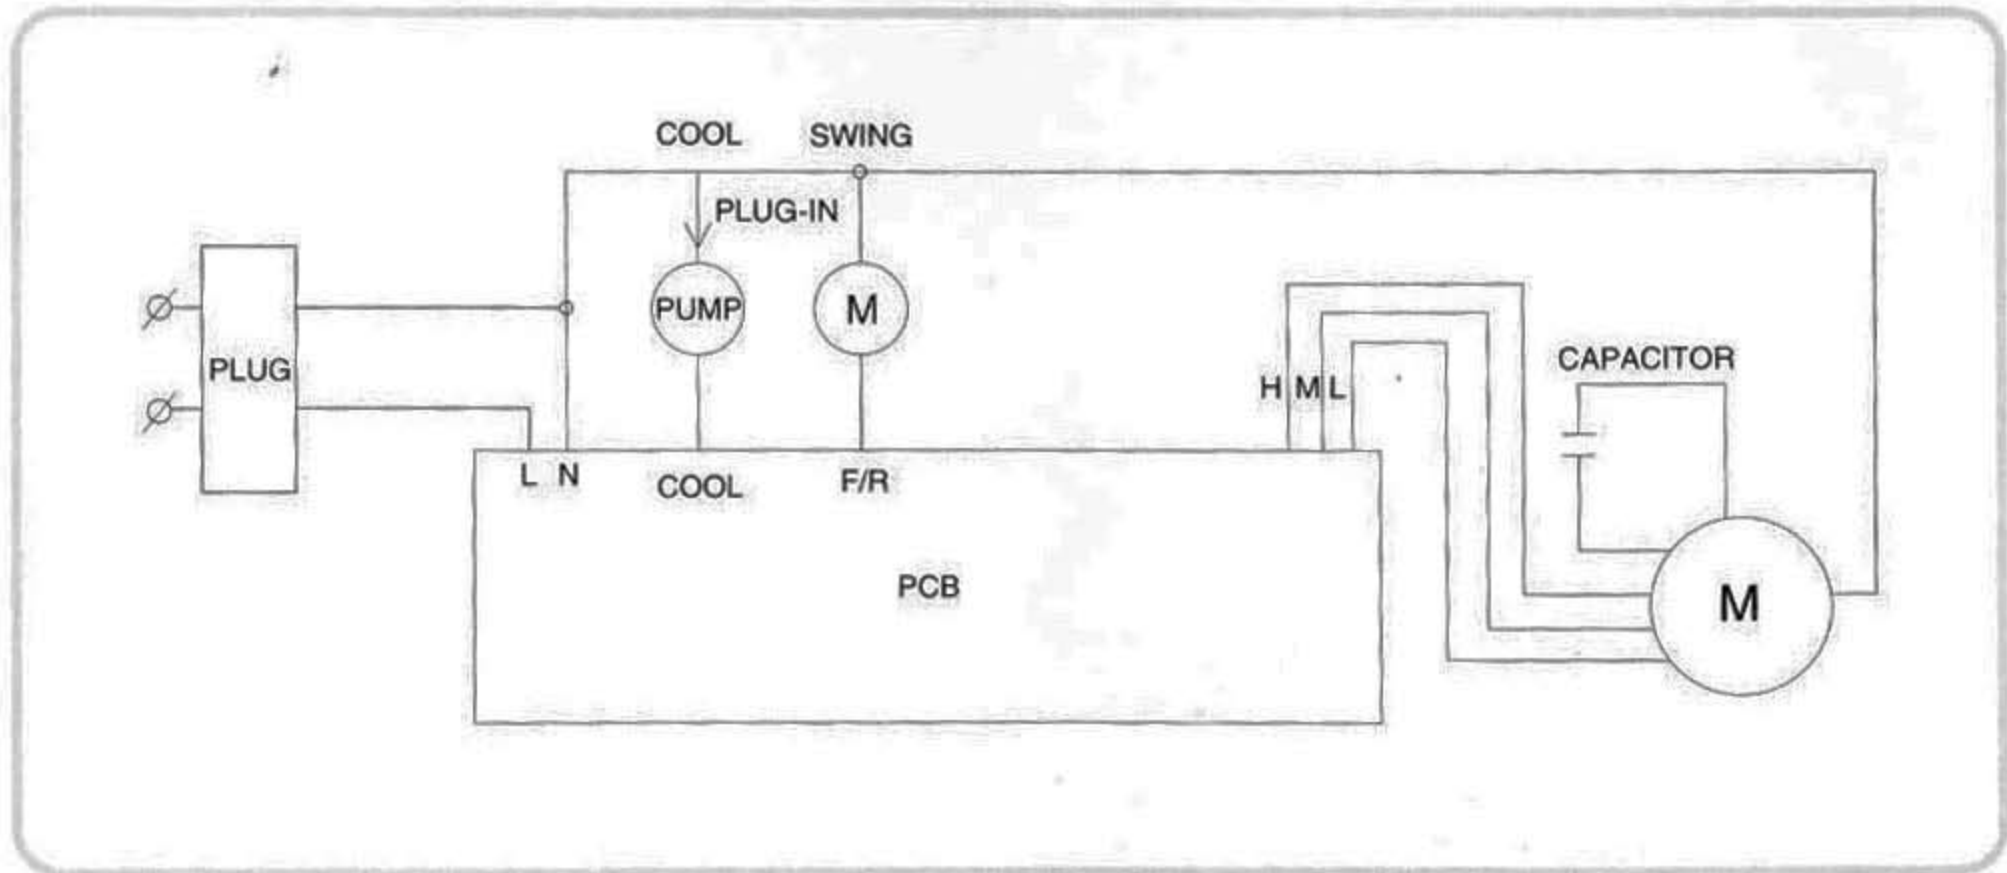 COOL SWING
PLUG-IN
PUMP M
PLUG
H M L
CAPACITOR
L N COOL F/R
PCB
M